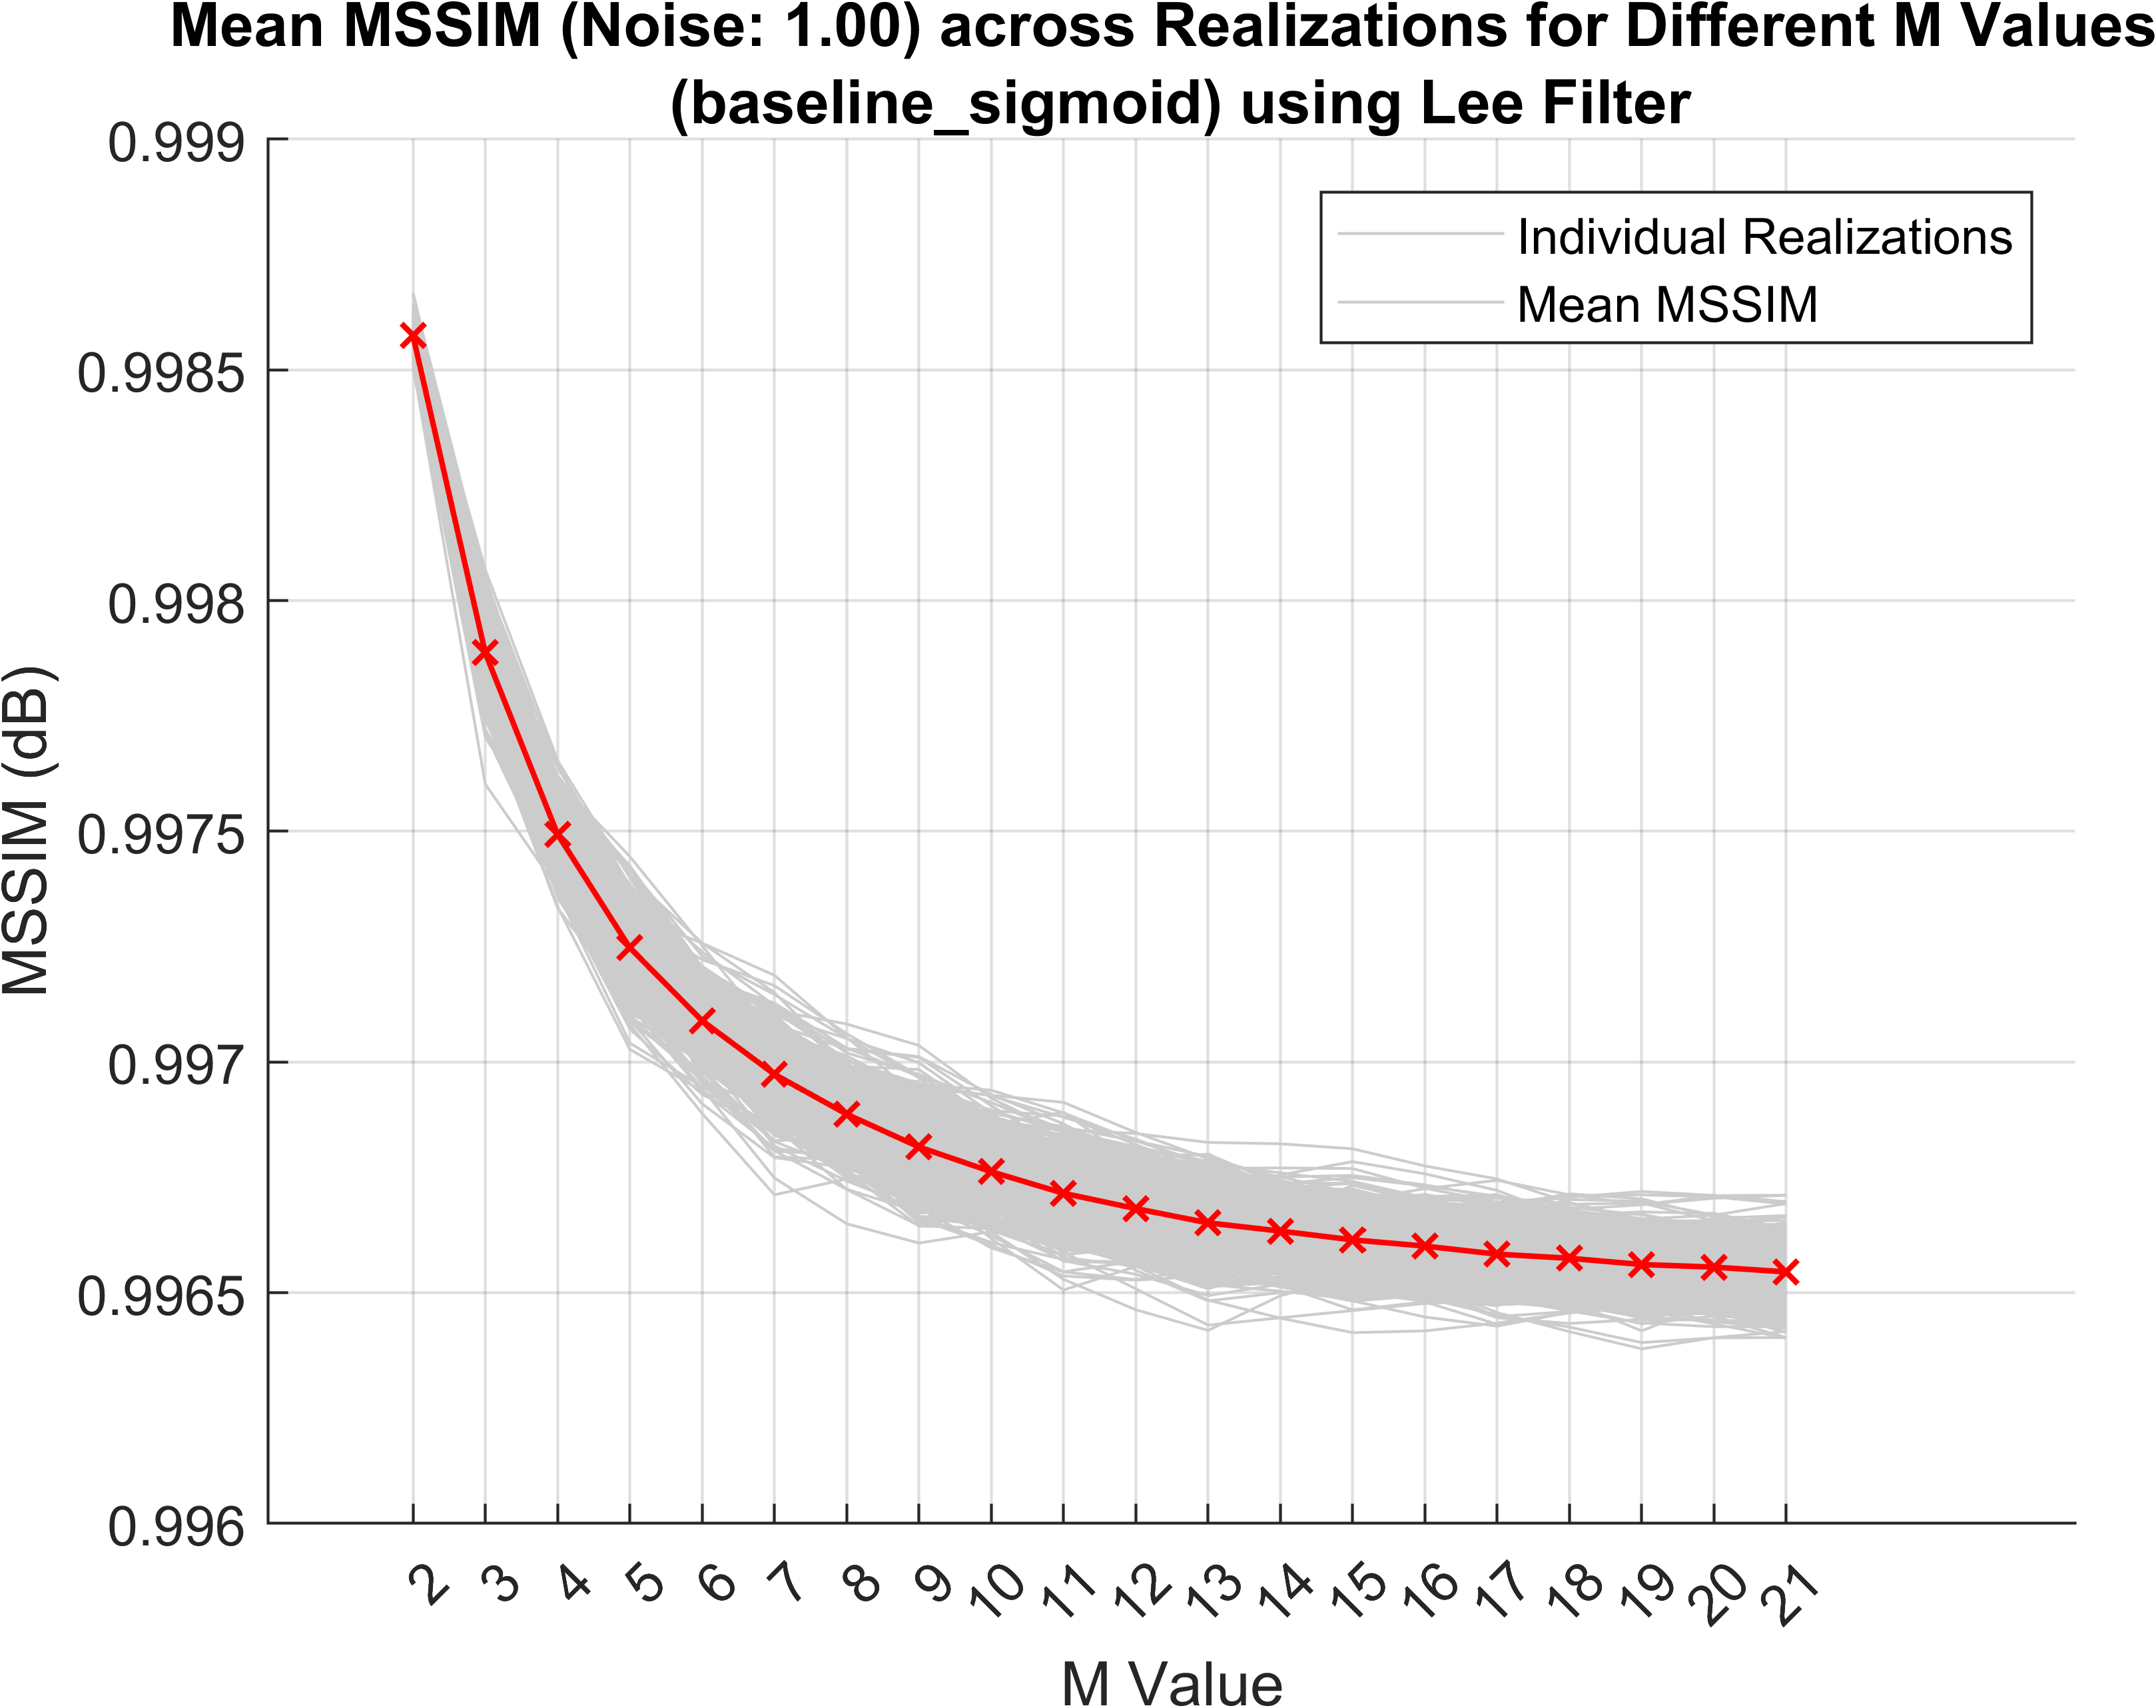 Mean MSSIM (Noise: 1.00) across Realizations for Different M Values
(baseline_sigmoid) using Lee Filter
0.999
Individual Realizations
Mean MSSIM
0.9985
0.998
0.9975
0.997
0.9965
0.996
MSSIM (dB)
2 3 4 5 6 7 8 9 10 11 12 13 14 15 16 17 18 19 20 21
M Value